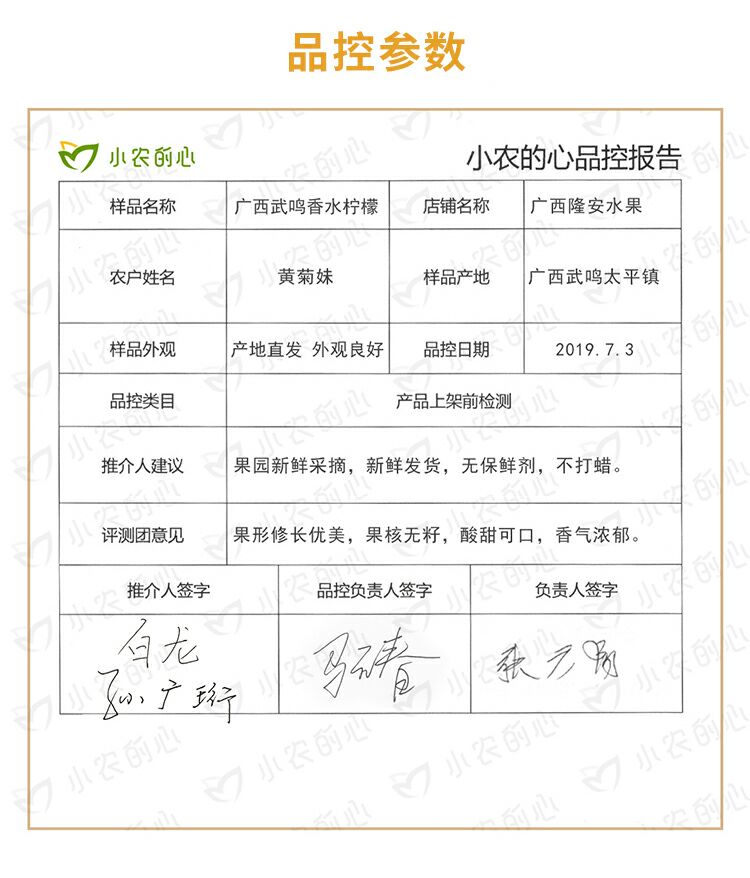 品控参数
小农的心 小农的心品控报告
样品名称 广西武鸣香水柠檬 店铺名称 广西隆安水果
农户姓名 黄菊妹 样品产地 广西武鸣太平镇
样品外观 产地直发 外观良好 品控日期 2019.7.3
品控类目 产品上架前检测
推介人建议 果园新鲜采摘，新鲜发货，无保鲜剂，不打蜡。
评测团意见 果形修长优美，果核无籽，酸甜可口，香气浓郁。
推介人签字 品控负责人签字 负责人签字
白龙
孙广珩